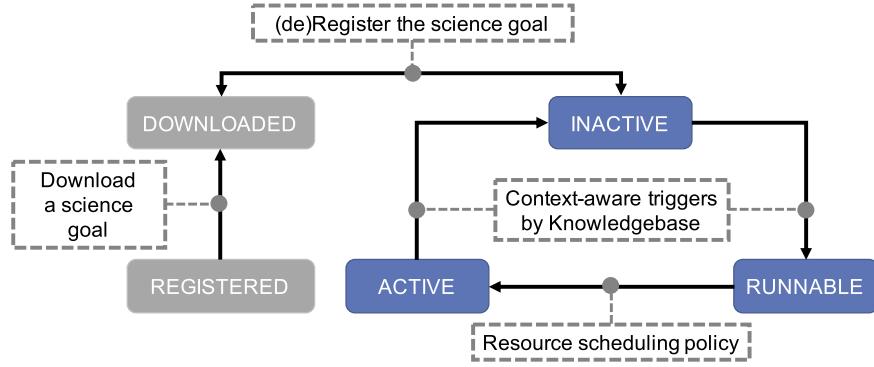 (de)Register the science goal
DOWNLOADED
INACTIVE
Download
a science
goal
Context-aware triggers
by Knowledgebase
REGISTERED
ACTIVE
RUNNABLE
Resource scheduling policy